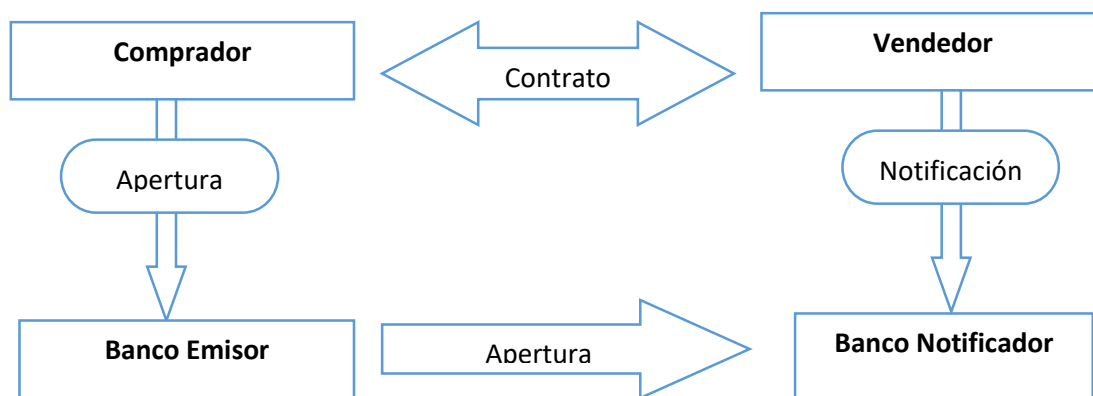 Comprador
Vendedor
Contrato
Apertura
Notificación
Banco Emisor
Apertura
Banco Notificador